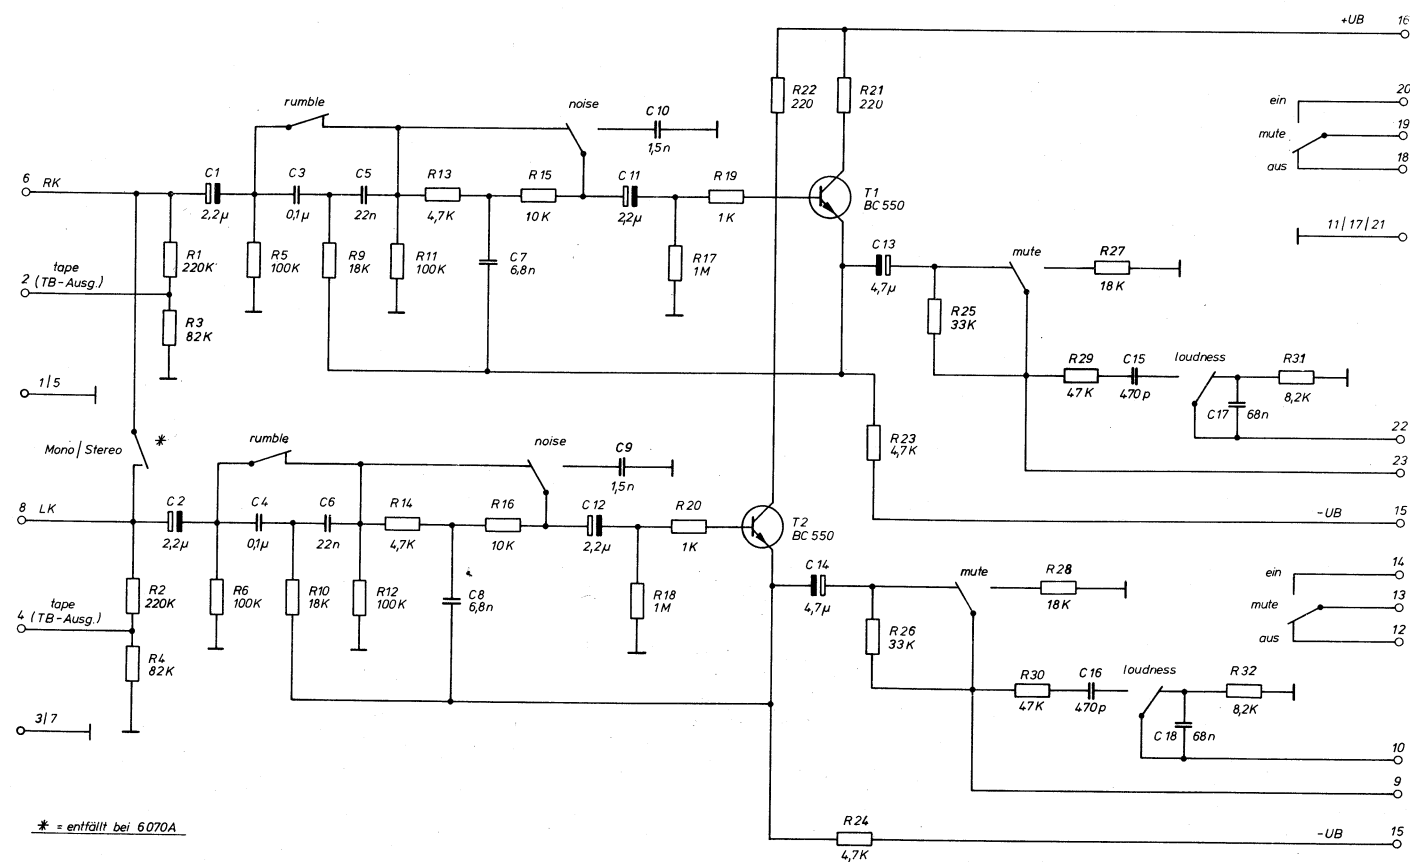 +UB 16
R22
220
R21
220
ein 20
mute 19
aus 18
rumble
noise
C10
1,5n
6 RK
C1
2,2µ
C3
0,1µ
C5
22n
R13
4,7K
R15
10K
C11
2,2µ
R19
1K
T1
BC 550
11/17/21
R1
220K
R5
100K
R9
18K
R11
100K
C7
6,8n
R17
1M
C13
4,7µ
mute
R27
18K
tape
2 (TB-Ausg.)
R3
82K
R25
33K
1/5
R29
47K
C15
470p
loudness
R31
8,2K
C17
68n
22
23
Mono/Stereo
*
rumble
noise
C9
1,5n
R23
4,7K
8 LK
C2
2,2µ
C4
0,1µ
C6
22n
R14
4,7K
R16
10K
C12
2,2µ
R20
1K
T2
BC 550
-UB 15
R2
220K
R6
100K
R10
18K
R12
100K
C8
6,8n
R18
1M
C14
4,7µ
mute
R28
18K
ein 14
mute 13
aus 12
tape
4 (TB-Ausg.)
R4
82K
R26
33K
3/7
R30
47K
C16
470p
loudness
R32
8,2K
C18
68n
10
9
* = entfällt bei 6070A
R24
4,7K
-UB 15